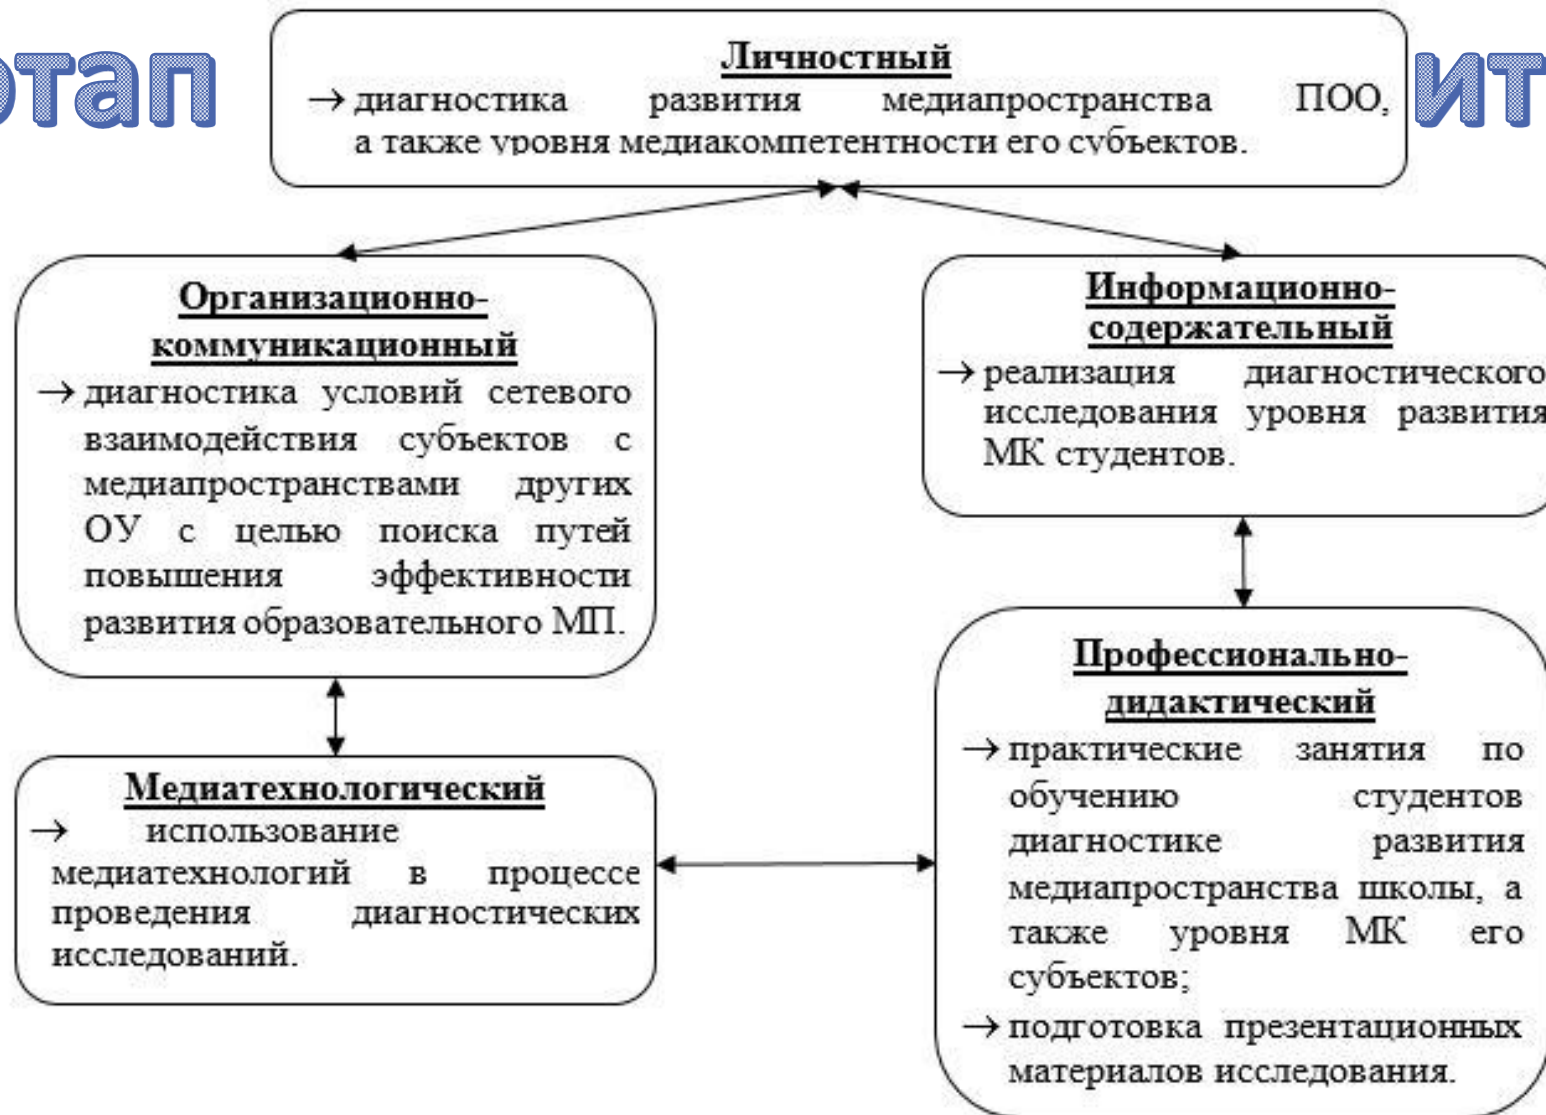 этап
ит
Личностный
→ диагностика развития медиапространства ПОО,
а также уровня медиакомпетентности его субъектов.
Организационно-
коммуникационный
→ диагностика условий сетевого
взаимодействия субъектов с
медиапространствами других
ОУ с целью поиска путей
повышения эффективности
развития образовательного МП.
Информационно-
содержательный
→ реализация диагностического
исследования уровня развития
МК студентов.
Медиатехнологический
→ использование
медиатехнологий в процессе
проведения диагностических
исследований.
Профессионально-
дидактический
→ практические занятия по
обучению студентов
диагностике развития
медиапространства школы, а
также уровня МК его
субъектов;
→ подготовка презентационных
материалов исследования.